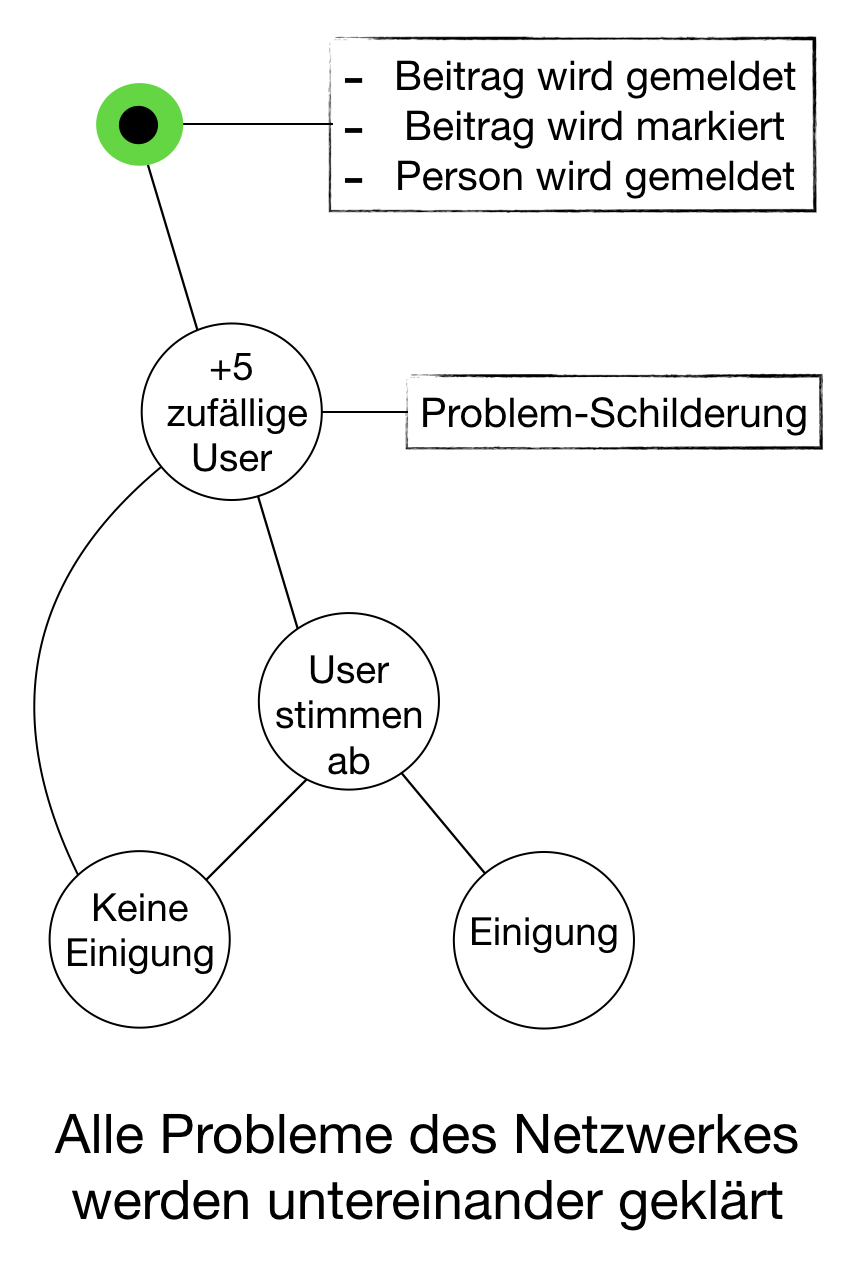 - Beitrag wird gemeldet
- Beitrag wird markiert
- Person wird gemeldet
+5
zufällige
User
Problem-Schilderung
User
stimmen
ab
Keine
Einigung
Einigung
Alle Probleme des Netzwerkes
werden untereinander geklärt